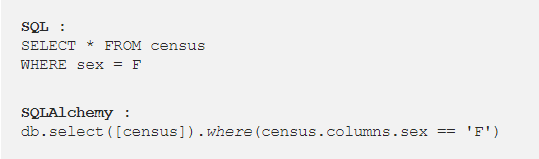 SQL :
SELECT * FROM census
WHERE sex = F
SQLAlchemy :
db.select([census]).where(census.columns.sex == 'F')